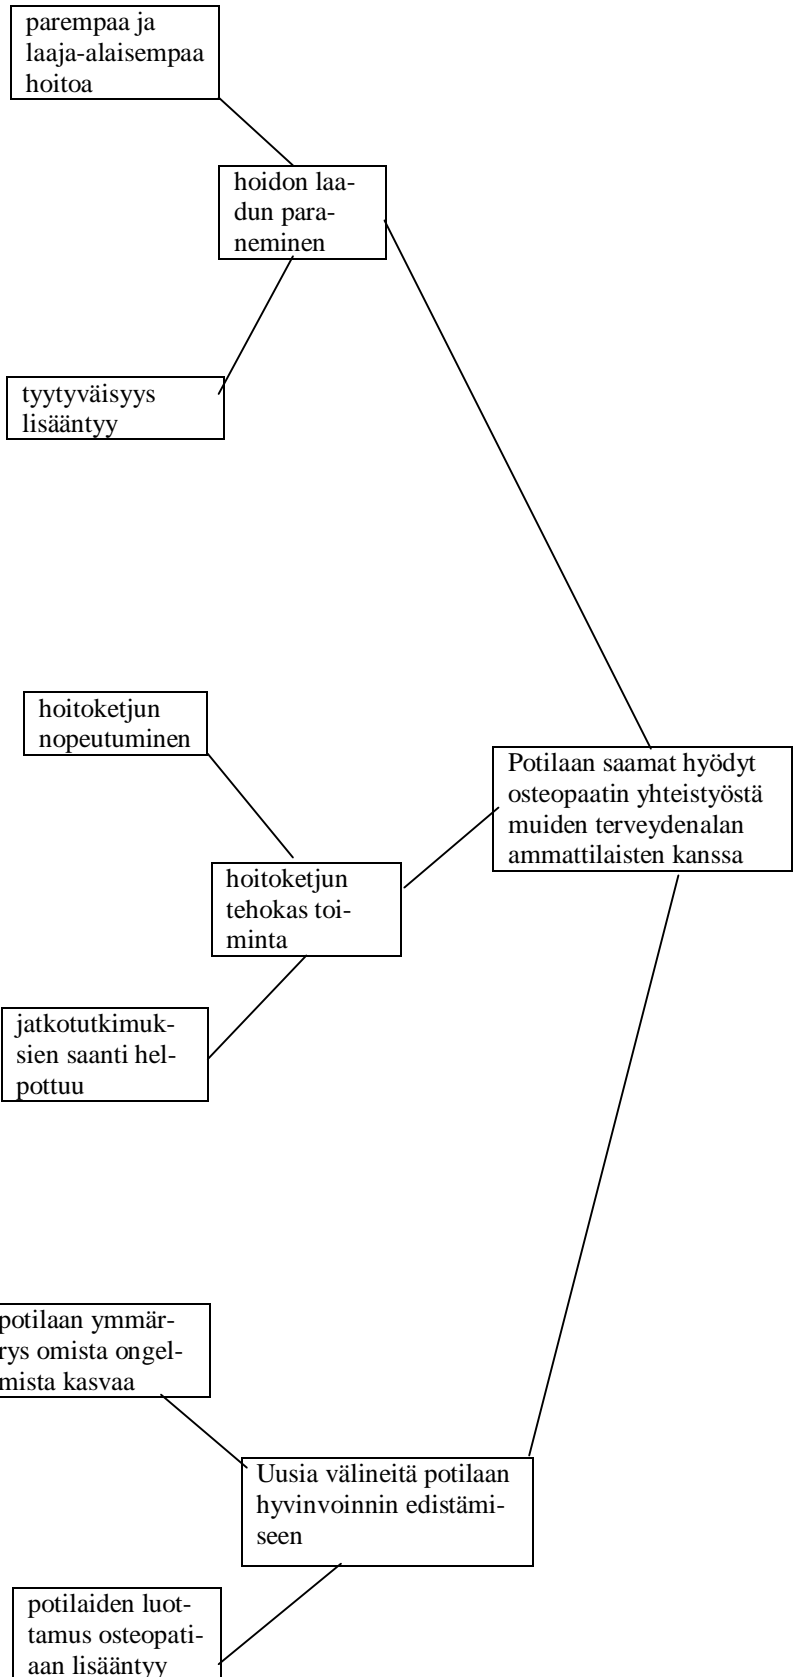 parempaa ja
laaja-alaisempaa
hoitoa
hoidon laa-
dun para-
neminen
tyytyväisyys
lisääntyy
hoitoketjun
nopeutuminen
Potilaan saamat hyödyt
osteopaatin yhteistyöstä
muiden terveydenalan
ammattilaisten kanssa
hoitoketjun
tehokas toi-
minta
jatkotutkimuk-
sien saanti hel-
pottuu
potilaan ymmär-
rys omista ongel-
mista kasvaa
Uusia välineitä potilaan
hyvinvoinnin edistämi-
seen
potilaiden luot-
tamus osteopati-
aan lisääntyy